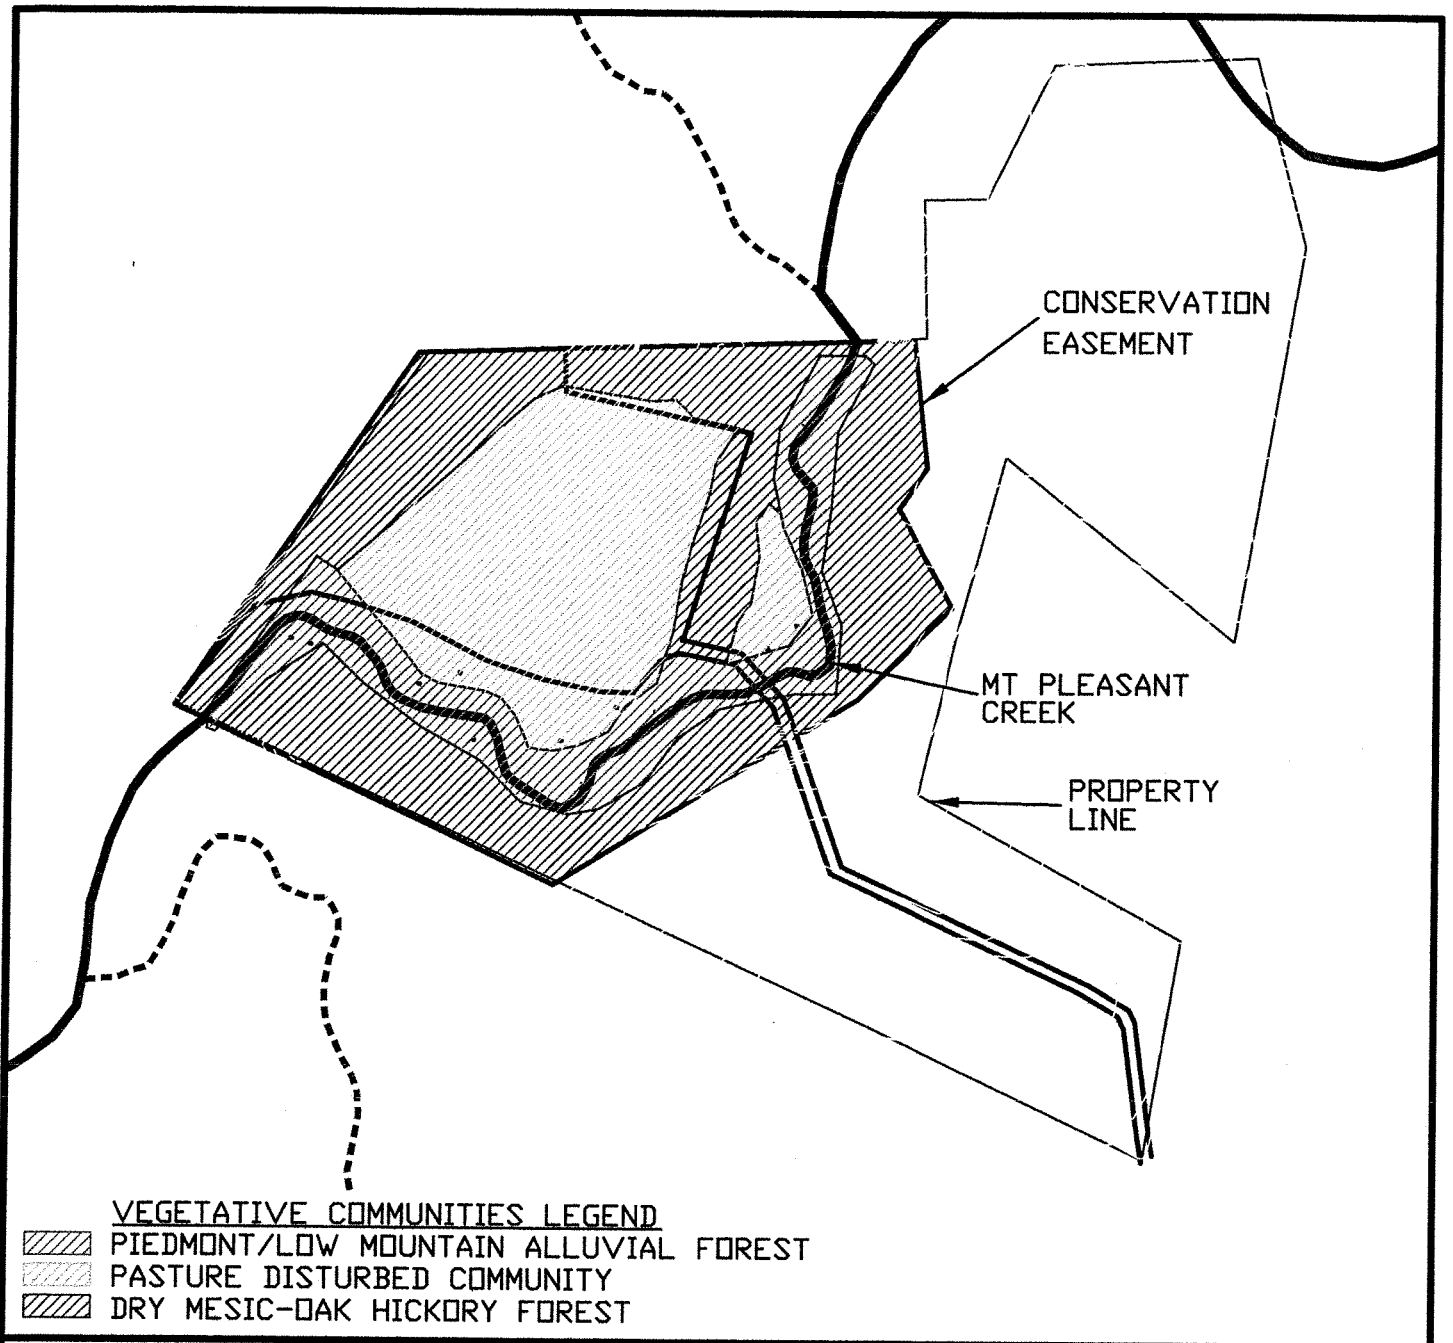 CONSERVATION
EASEMENT
MT PLEASANT
CREEK
PROPERTY
LINE
VEGETATIVE COMMUNITIES LEGEND
PIEDMONT/LOW MOUNTAIN ALLUVIAL FOREST
PASTURE DISTURBED COMMUNITY
DRY MESIC-OAK HICKORY FOREST